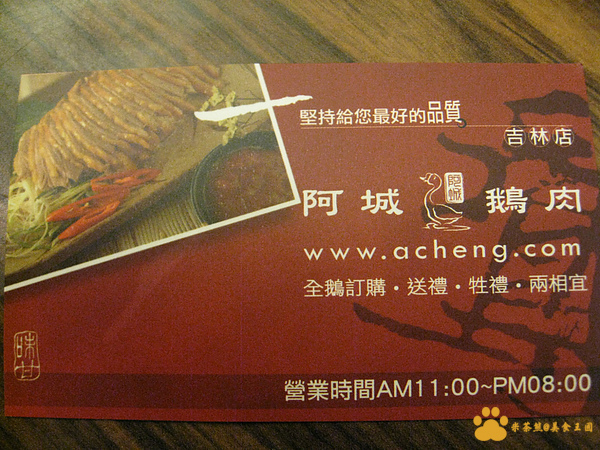 堅持給您最好的品質
吉林店
阿城 阿城 鵝肉
www.acheng.com
全鵝訂購・送禮・牲禮・兩相宜
營業時間AM11:00~PM08:00
米茶熊@美食王國